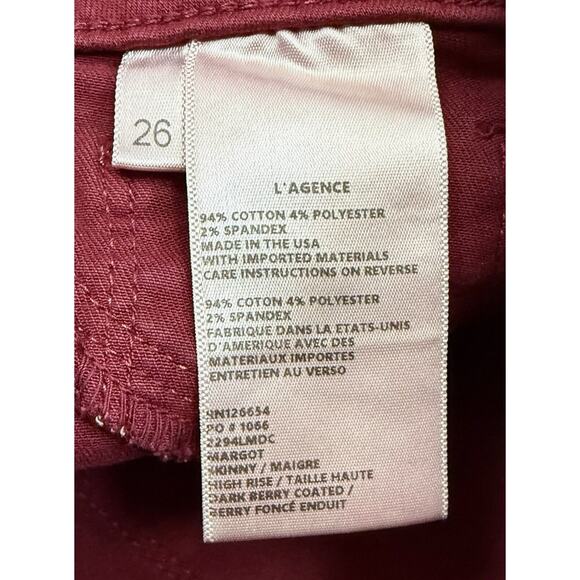 26
L'AGENCE
94% COTTON 4% POLYESTER
2% SPANDEX
MADE IN THE USA
WITH IMPORTED MATERIALS
CARE INSTRUCTIONS ON REVERSE
94% COTON 4% POLYESTER
2% SPANDEX
FABRIQUE DANS LA ETATS-UNIS
D'AMERIQUE AVEC DES
MATERIAUX IMPORTES
ENTRETIEN AU VERSO
RN126654
PO # 1066
2294LMDC
MARGOT
SKINNY / MAIGRE
HIGH RISE / TAILLE HAUTE
DARK BERRY COATED /
BERRY FONCÉ ENDUIT